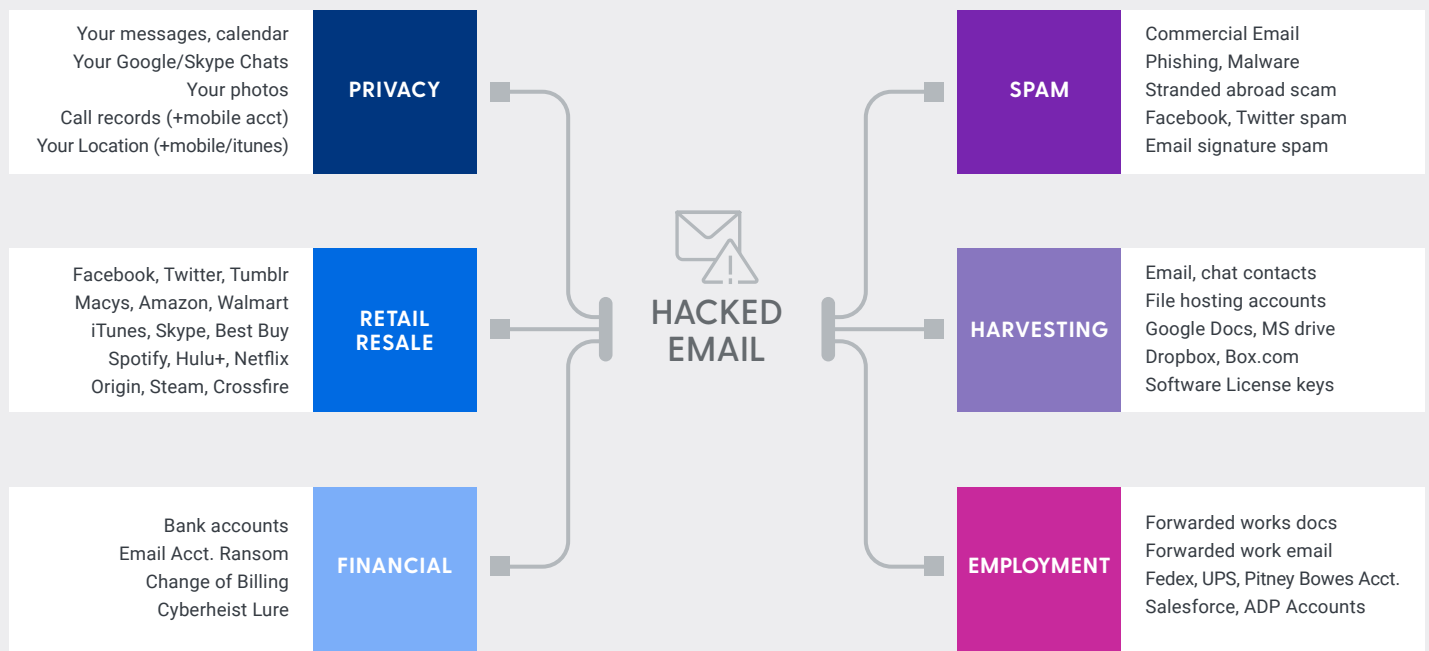 Your messages, calendar
Your Google/Skype Chats
Your photos
Call records (+mobile acct)
Your Location (+mobile/itunes)
PRIVACY
Facebook, Twitter, Tumblr
Macys, Amazon, Walmart
iTunes, Skype, Best Buy
Spotify, Hulu+, Netflix
Origin, Steam, Crossfire
RETAIL
RESALE
Bank accounts
Email Acct. Ransom
Change of Billing
Cyberheist Lure
FINANCIAL
HACKED
EMAIL
SPAM
Commercial Email
Phishing, Malware
Stranded abroad scam
Facebook, Twitter spam
Email signature spam
HARVESTING
Email, chat contacts
File hosting accounts
Google Docs, MS drive
Dropbox, Box.com
Software License keys
EMPLOYMENT
Forwarded works docs
Forwarded work email
Fedex, UPS, Pitney Bowes Acct.
Salesforce, ADP Accounts